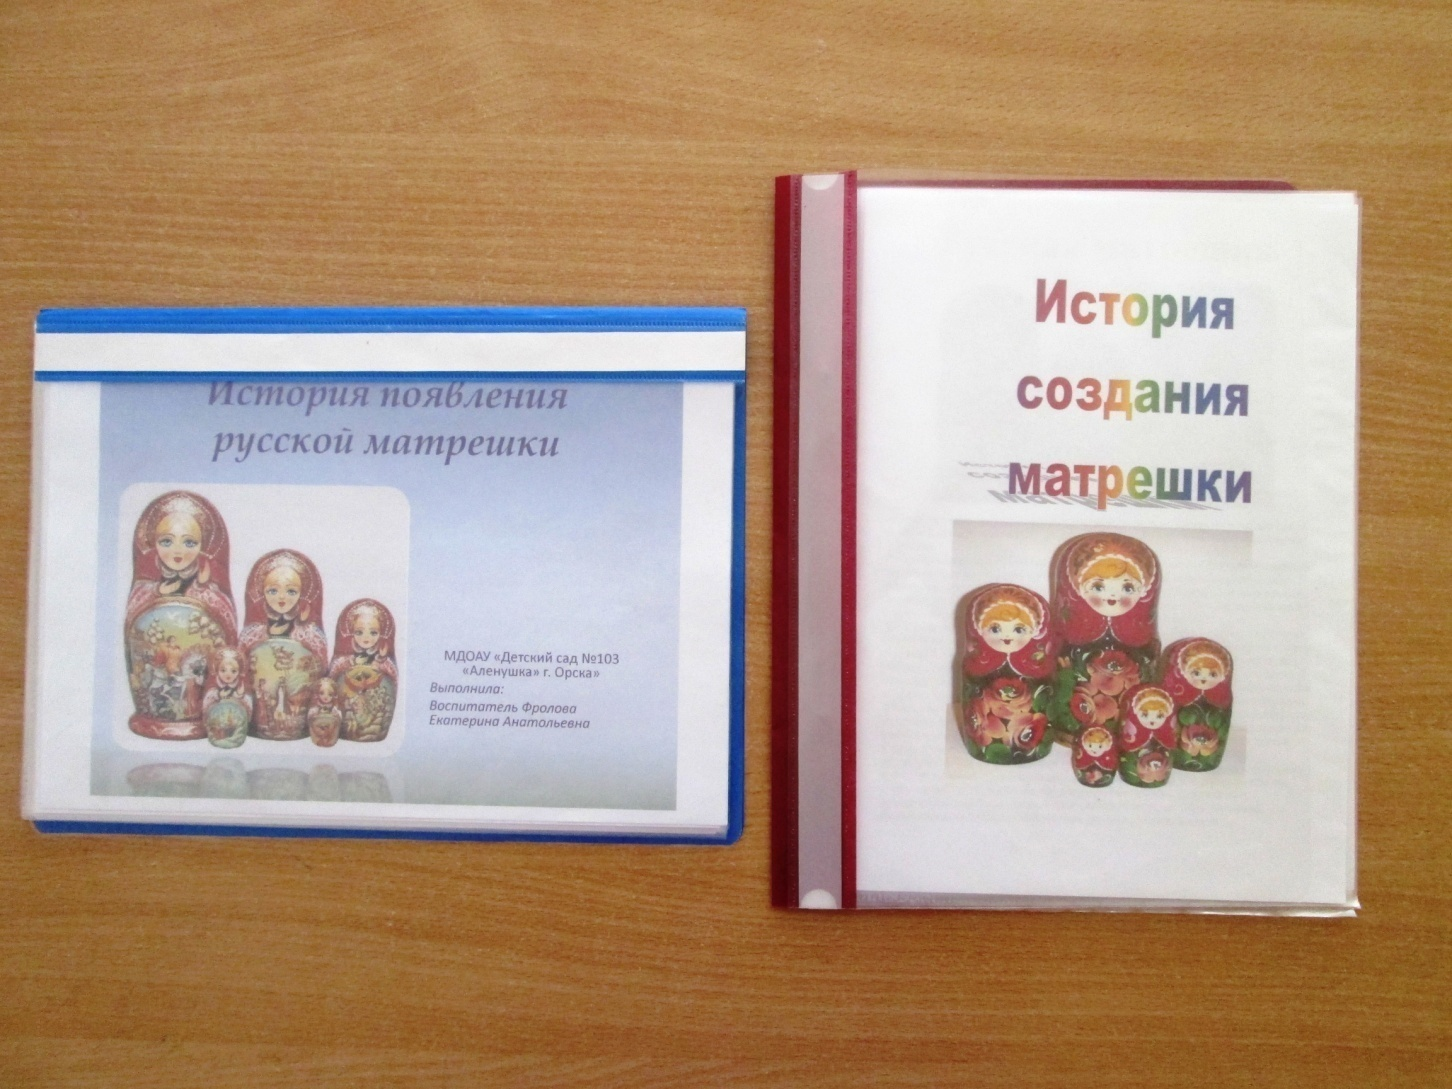 История появления
русской матрешки
МДОАУ «Детский сад №103
«Аленушка» г. Орска»
Выполнила:
Воспитатель Фролова
Екатерина Анатольевна
История
создания
матрешки